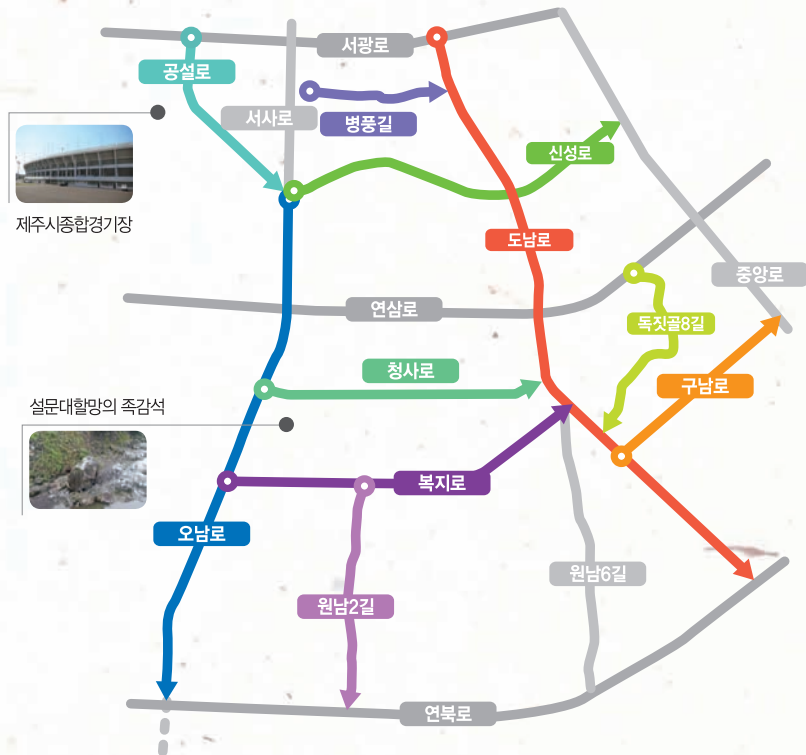 서광로
공설로
서사로
병풍길
신성로
제주시종합경기장
도남로
중앙로
연삼로
독짓골8길
청사로
구남로
설문대할망의 족감석
복지로
오남로
원남6길
원남2길
연북로